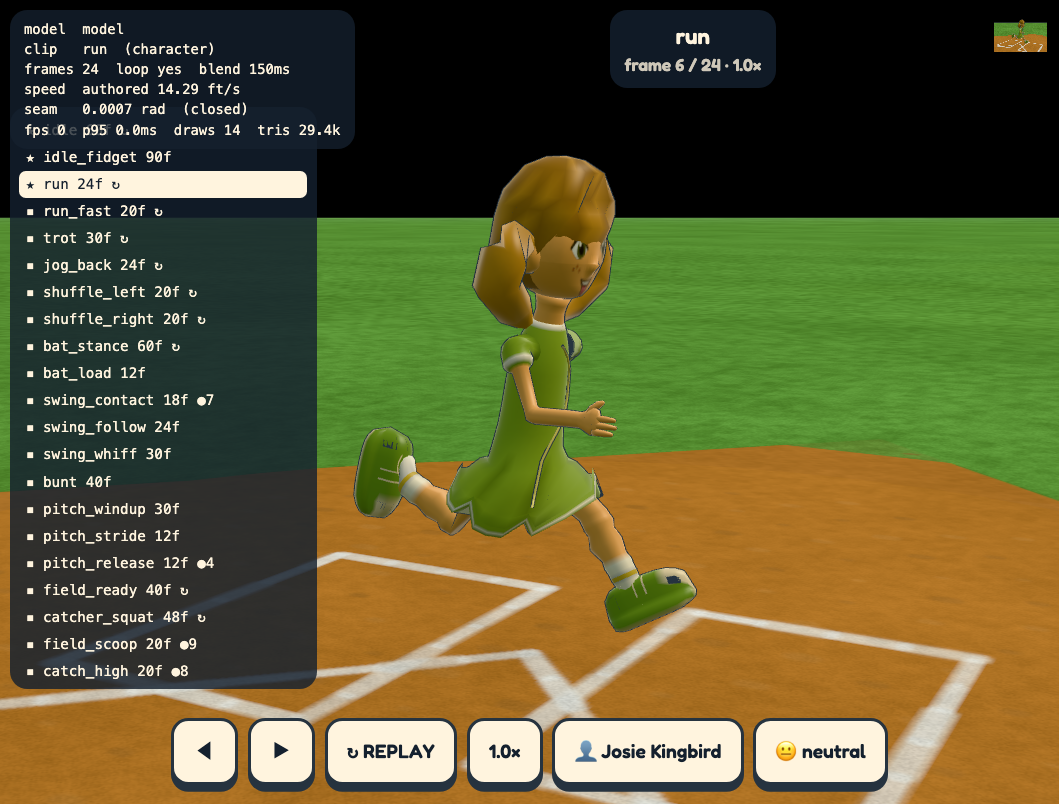 model model
clip run (character)
frames 24 loop yes blend 150ms
speed authored 14.29 ft/s
seam 0.0007 rad (closed)
fps 0 p95 0.0ms draws 14 tris 29.4k
★ idle_fidget 90f
★ run 24f ↻
▪ run_fast 20f ↻
▪ trot 30f ↻
▪ jog_back 24f ↻
▪ shuffle_left 20f ↻
▪ shuffle_right 20f ↻
▪ bat_stance 60f ↻
▪ bat_load 12f
▪ swing_contact 18f ●7
▪ swing_follow 24f
▪ swing_whiff 30f
▪ bunt 40f
▪ pitch_windup 30f
▪ pitch_stride 12f
▪ pitch_release 12f ●4
▪ field_ready 40f ↻
▪ catcher_squat 48f ↻
▪ field_scoop 20f ●9
▪ catch_high 20f ●8
run
frame 6 / 24 · 1.0×
◀ ▶ ↻ REPLAY 1.0× 👤 Josie Kingbird 😐 neutral